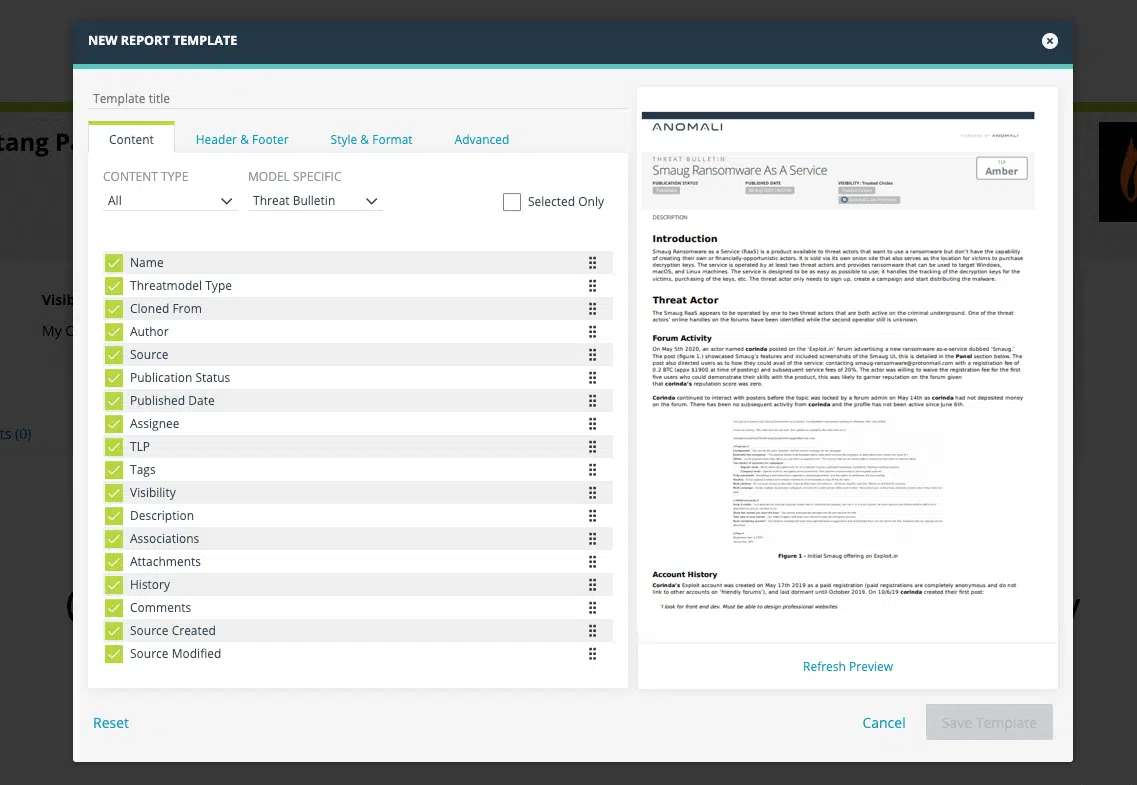 NEW REPORT TEMPLATE
Template title
Content
Header & Footer
Style & Format
Advanced
CONTENT TYPE
MODEL SPECIFIC
All
Threat Bulletin
Selected Only
Name
Threatmodel Type
Cloned From
Author
Source
Publication Status
Published Date
Assignee
TLP
Tags
Visibility
Description
Associations
Attachments
History
Comments
Source Created
Source Modified
Reset
ANOMALI
POWERED BY ANOMALI
THREAT BULLETIN
Smaug Ransomware As A Service
TLP
Amber
PUBLICATION STATUS
PUBLISHED DATE
VISIBILITY: Trusted Circles
DESCRIPTION
Introduction
Smaug Ransomware as a Service (RaaS) is a product available to threat actors that want to use a ransomware but don't have the capability
of creating their own or financially-opportunistic actors. It is sold via its own onion site that also serves as the location for victims to purchase
decryption keys. The service is operated by at least two threat actors and provides ransomware that can be used to target Windows,
macOS, and Linux machines. The service is designed to be as easy as possible to use; it handles the tracking of the decryption keys for the
victims, purchasing of the keys, etc. The threat actor only needs to sign up, create a campaign and start distributing the malware.
Threat Actor
The Smaug RaaS appears to be operated by one to two threat actors that are both active on the criminal underground. One of the threat
actors' online handles on the forums have been identified while the second operator still is unknown.
Forum Activity
On May 5th 2020, an actor named corinda posted on the 'Exploit.in' forum advertising a new ransomware as-a-service dubbed 'Smaug.'
The post (figure 1.) showcased Smaug's features and included screenshots of the Smaug UI, this is detailed in the Panel section below. The
post also directed users as to how they could avail of the service: contacting smaug-ransomware@protonmail.com with a registration fee of
0.2 BTC (appx $1900 at time of posting) and subsequent service fees of 20%. The actor was willing to waive the registration fee for the first
five users who could demonstrate their skills with the product, this was likely to garner reputation on the forum given
that corinda's reputation score was zero.
Corinda continued to interact with posters before the topic was locked by a forum admin on May 14th as corinda had not deposited money
on the forum. There has been no subsequent activity from corinda and the profile has not been active since June 6th.
Figure 1 - Initial Smaug offering on Exploit.in
Account History
Corinda's Exploit account was created on May 17th 2019 as a paid registration (paid registrations are completely anonymous and do not
link to other accounts on 'friendly forums'), and laid dormant until October 2019. On 10/6/19 corinda created their first post:
'I look for front end dev. Must be able to design professional websites
Refresh Preview
Cancel
Save Template
tang Pa
Visib
My C
ts (0)